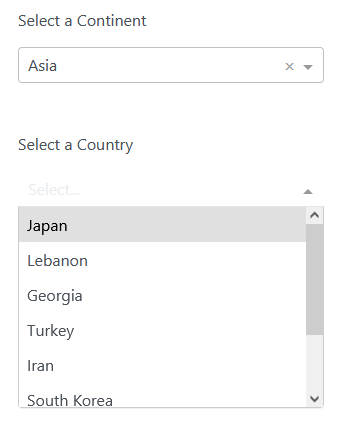 Select a Continent
Asia
Select a Country
Select...
Japan
Lebanon
Georgia
Turkey
Iran
South Korea